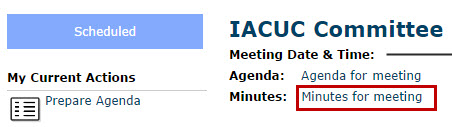 Scheduled
My Current Actions
Prepare Agenda
IACUC Committee
Meeting Date & Time:
Agenda: Agenda for meeting
Minutes: Minutes for meeting